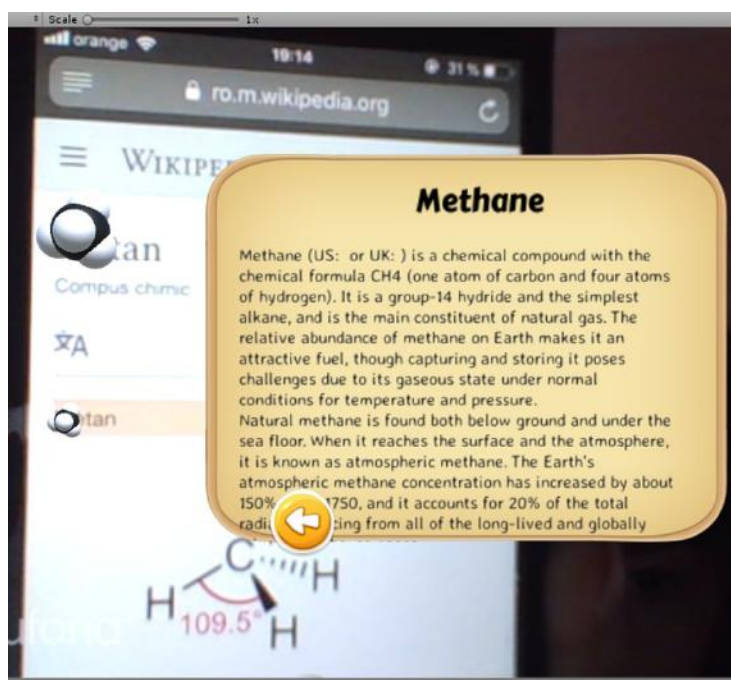 Scale 1x
orange 19:14 31 %
ro.m.wikipedia.org
WIKIPE
tan
Compus chimic
etan
Methane
Methane (US: or UK: ) is a chemical compound with the
chemical formula CH4 (one atom of carbon and four atoms
of hydrogen). It is a group-14 hydride and the simplest
alkane, and is the main constituent of natural gas. The
relative abundance of methane on Earth makes it an
attractive fuel, though capturing and storing it poses
challenges due to its gaseous state under normal
conditions for temperature and pressure.
Natural methane is found both below ground and under the
sea floor. When it reaches the surface and the atmosphere,
it is known as atmospheric methane. The Earth's
atmospheric methane concentration has increased by about
150% 1750, and it accounts for 20% of the total
radi cing from all of the long-lived and globally
C
H
H
109.5°
H
uforia